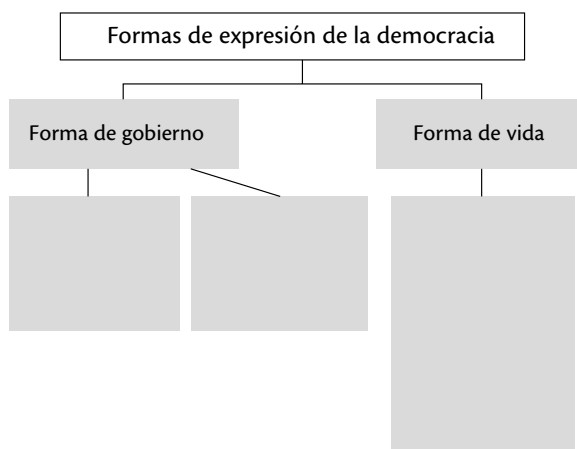 Formas de expresión de la democracia
Forma de gobierno
Forma de vida